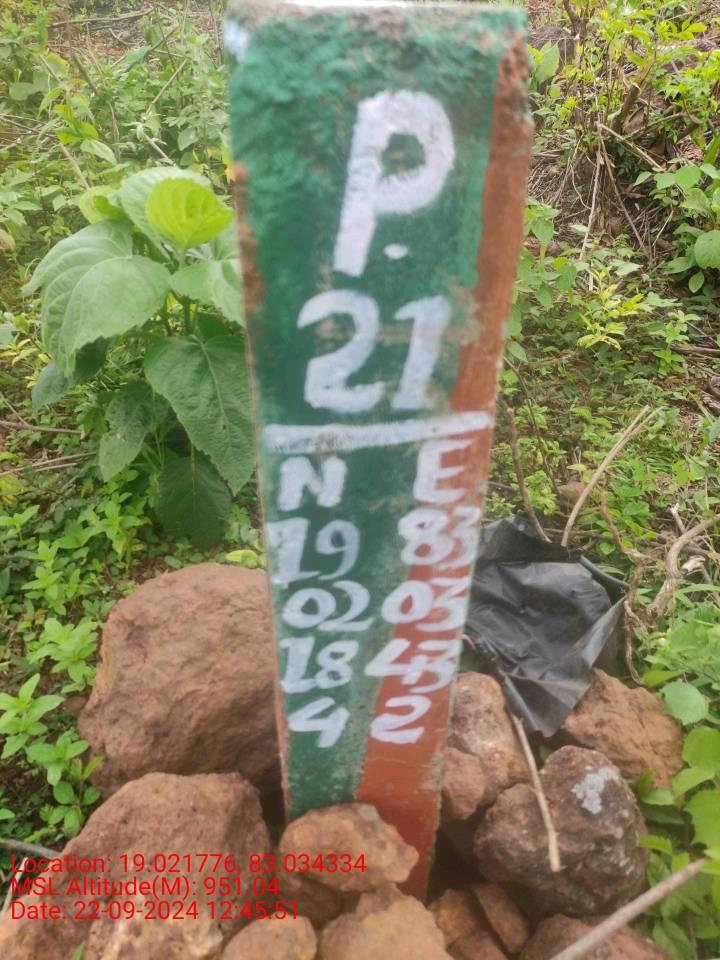 P.
21
N E
19 83
02 03
18 43
4 2
Location: 19.021776, 83.034334
MSL Altitude(M): 951.04
Date: 22-09-2024 12:45:51